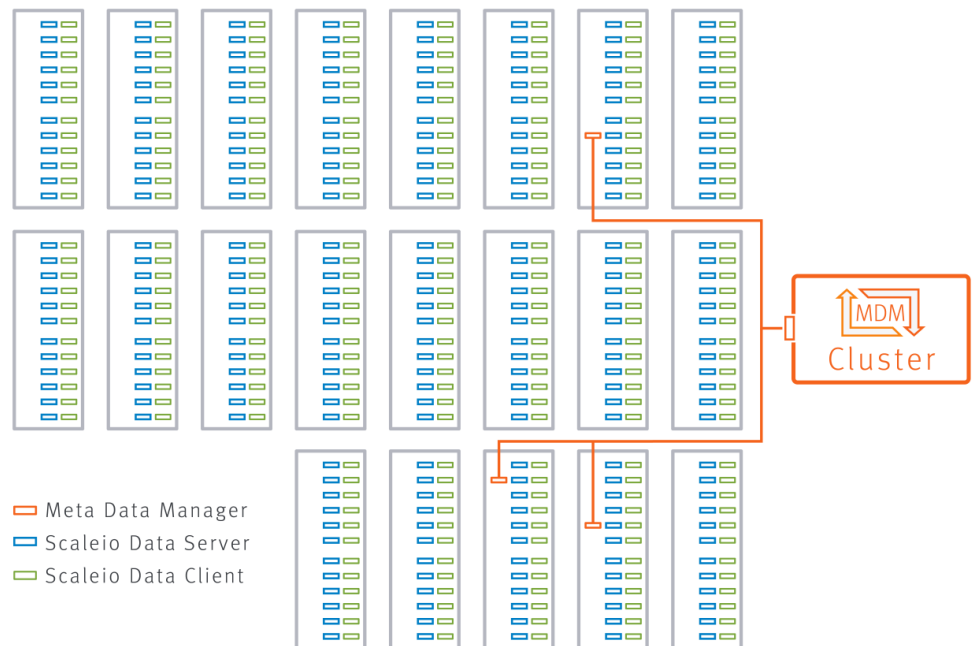 MDM
Cluster
Meta Data Manager
Scaleio Data Server
Scaleio Data Client